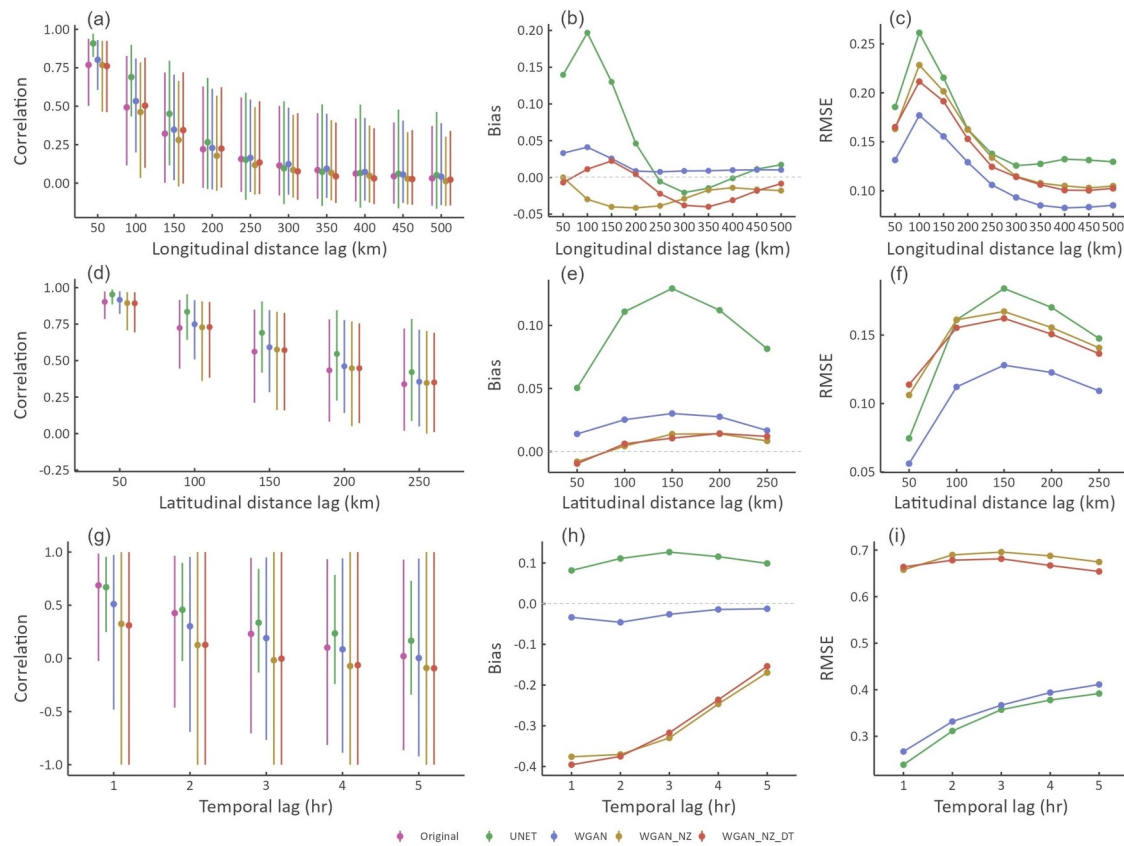 (a)
Correlation
1.00
0.75
0.50
0.25
0.00
50 100 150 200 250 300 350 400 450 500
Longitudinal distance lag (km)
(b)
Bias
0.20
0.15
0.10
0.05
0.00
-0.05
50 100 150 200 250 300 350 400 450 500
Longitudinal distance lag (km)
(c)
RMSE
0.25
0.20
0.15
0.10
50 100 150 200 250 300 350 400 450 500
Longitudinal distance lag (km)
(d)
Correlation
1.00
0.75
0.50
0.25
0.00
-0.25
50 100 150 200 250
Latitudinal distance lag (km)
(e)
Bias
0.10
0.05
0.00
50 100 150 200 250
Latitudinal distance lag (km)
(f)
RMSE
0.15
0.10
0.05
50 100 150 200 250
Latitudinal distance lag (km)
(g)
Correlation
1.0
0.5
0.0
-0.5
-1.0
1 2 3 4 5
Temporal lag (hr)
(h)
Bias
0.1
0.0
-0.1
-0.2
-0.3
-0.4
1 2 3 4 5
Temporal lag (hr)
(i)
RMSE
0.7
0.6
0.5
0.4
0.3
1 2 3 4 5
Temporal lag (hr)
Original UNET WGAN WGAN_NZ WGAN_NZ_DT